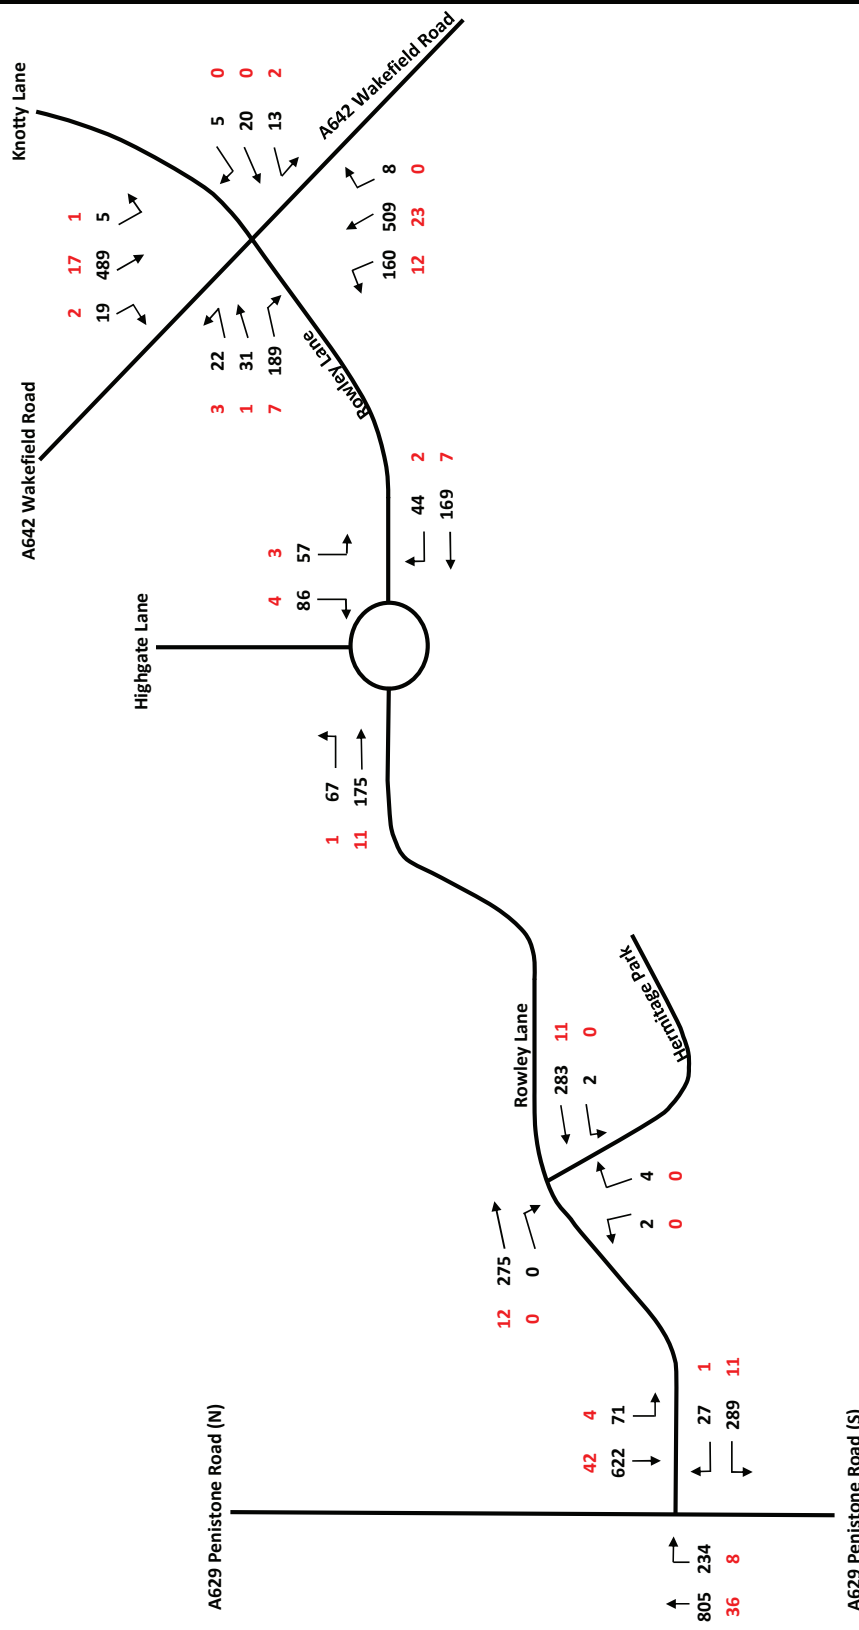 Knotty Lane
A642 Wakefield Road
2 17 1
19 489 5
Highgate Lane
A629 Penistone Road (N)
3 22 5 0
1 31 20 0
7 189 13 2
A642 Wakefield Road
Rowley Lane
4 3
86 57
1 67
11 175
160 509 8
12 23 0
44 2
169 7
12 275
0 0
Rowley Lane
283 11
2 0
Hermitage Park
2 4
0 0
42 4
622 71
27 1
289 11
805 234
36 8
A629 Penistone Road (S)